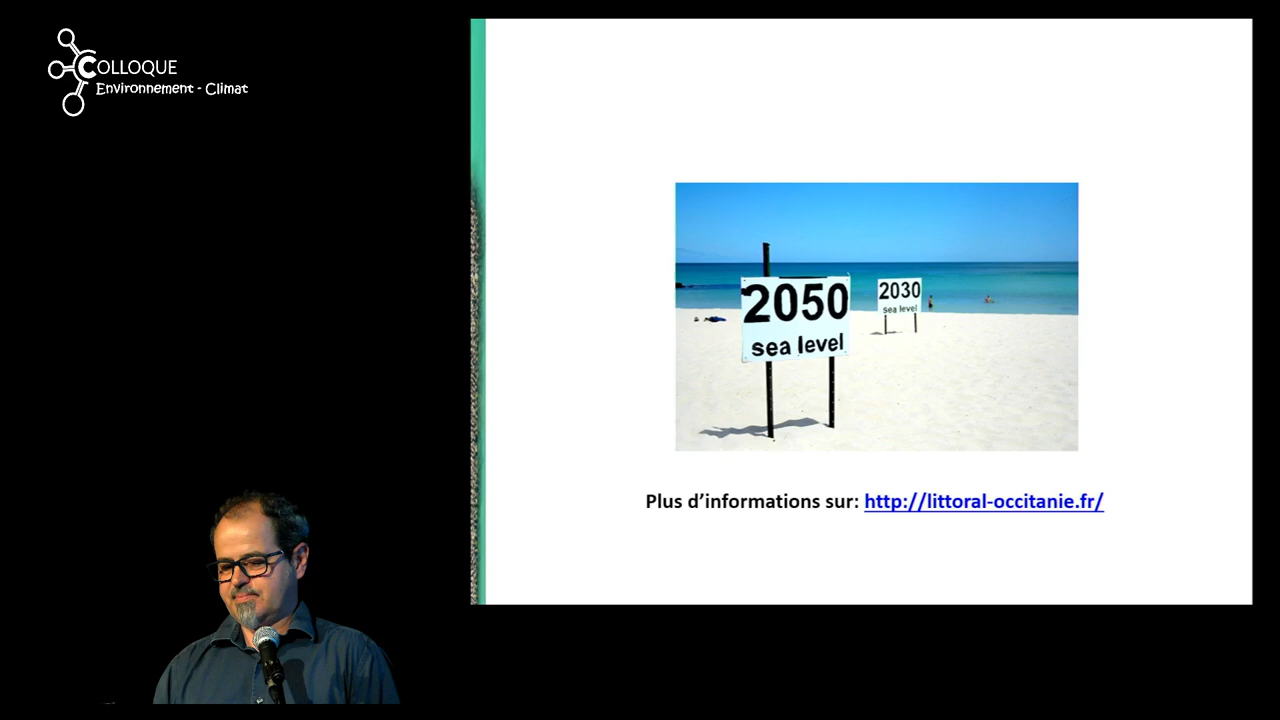 COLLOQUE
Environnement - Climat
2050
sea level
2030
sea level
Plus d’informations sur: http://littoral-occitanie.fr/